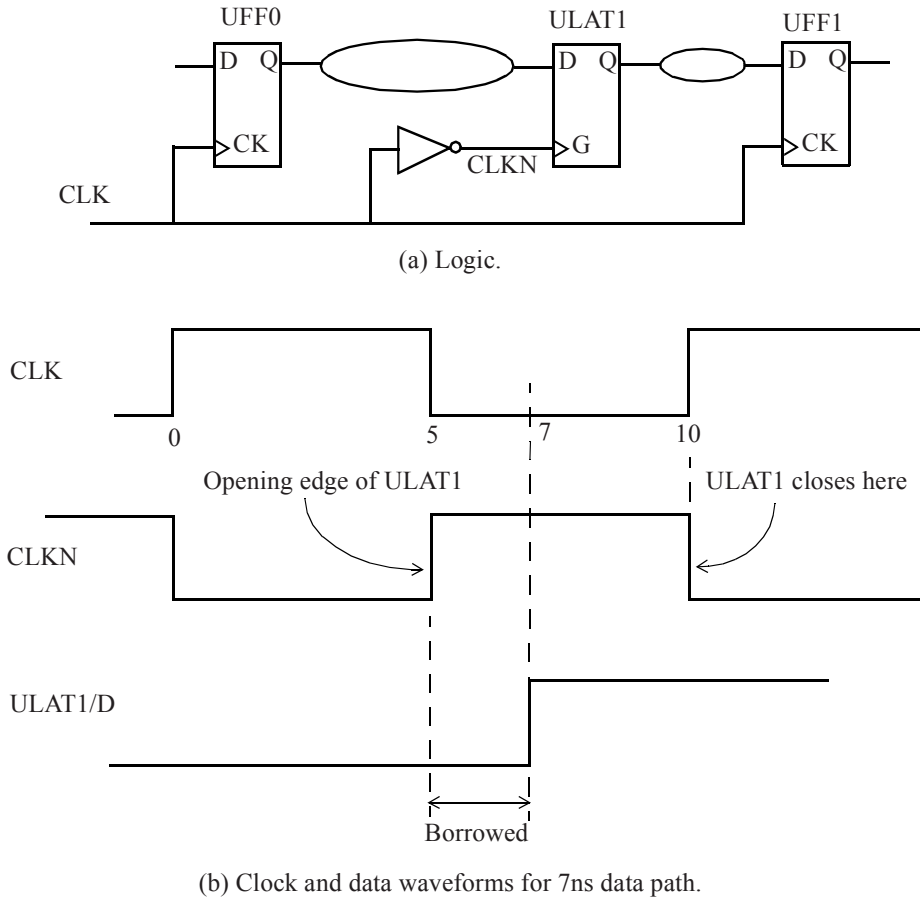 UFF0 ULAT1 UFF1
D Q D Q D Q
CK G CK
CLKN
CLK
(a) Logic.
CLK
0 5 7 10
Opening edge of ULAT1 ULAT1 closes here
CLKN
ULAT1/D
Borrowed
(b) Clock and data waveforms for 7ns data path.